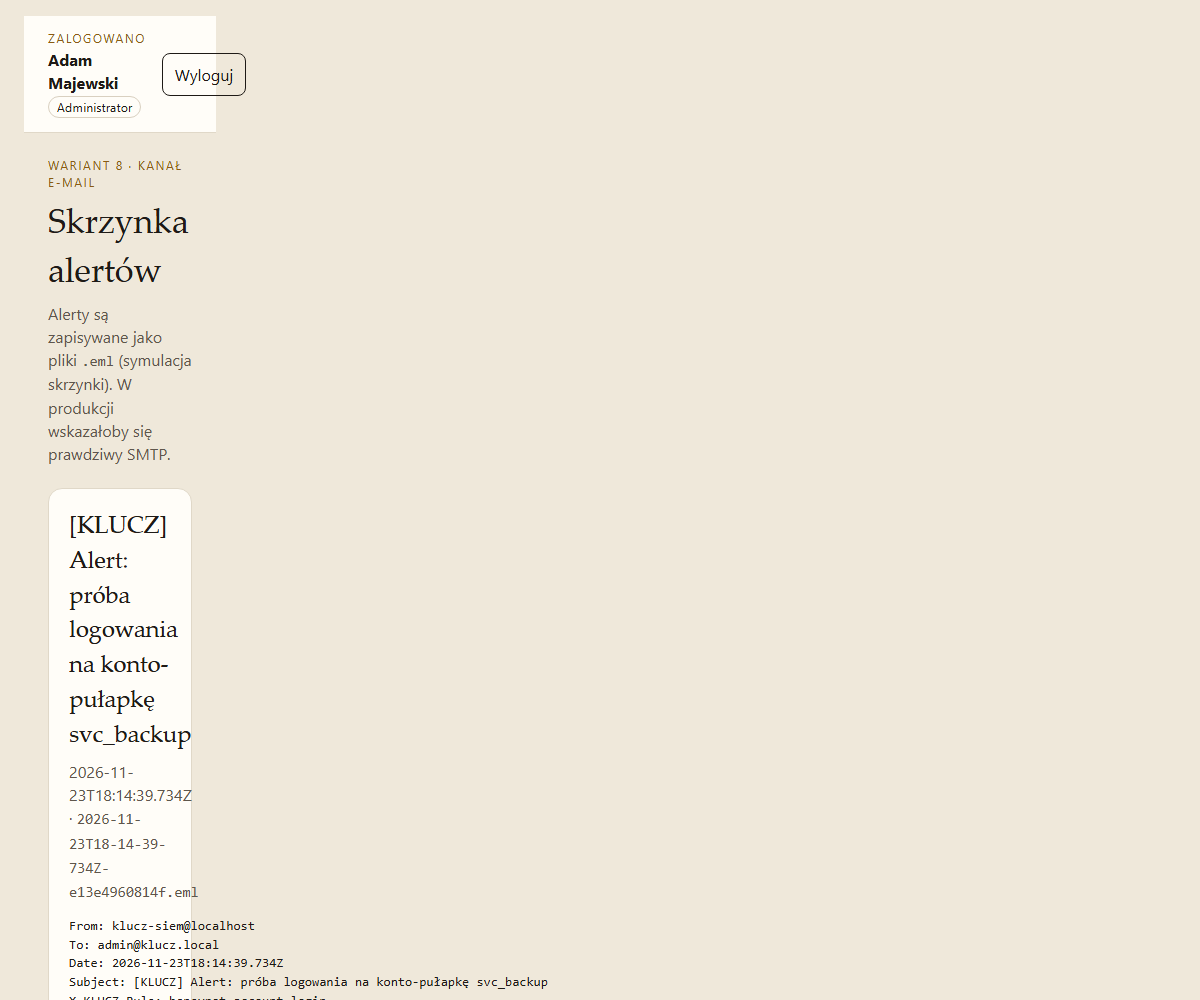 ZALOGOWANO
Adam
Majewski
Administrator
Wyloguj
WARIANT 8 · KANAŁ
E-MAIL
Skrzynka
alertów
Alerty są
zapisywane jako
pliki .eml (symulacja
skrzynki). W
produkcji
wskazałoby się
prawdziwy SMTP.
[KLUCZ]
Alert:
próba
logowania
na konto-
pułapkę
svc_backup
2026-11-
23T18:14:39.734Z
· 2026-11-
23T18-14-39-
734Z-
e13e4960814f.eml
From: klucz-siem@localhost
To: admin@klucz.local
Date: 2026-11-23T18:14:39.734Z
Subject: [KLUCZ] Alert: próba logowania na konto-pułapkę svc_backup